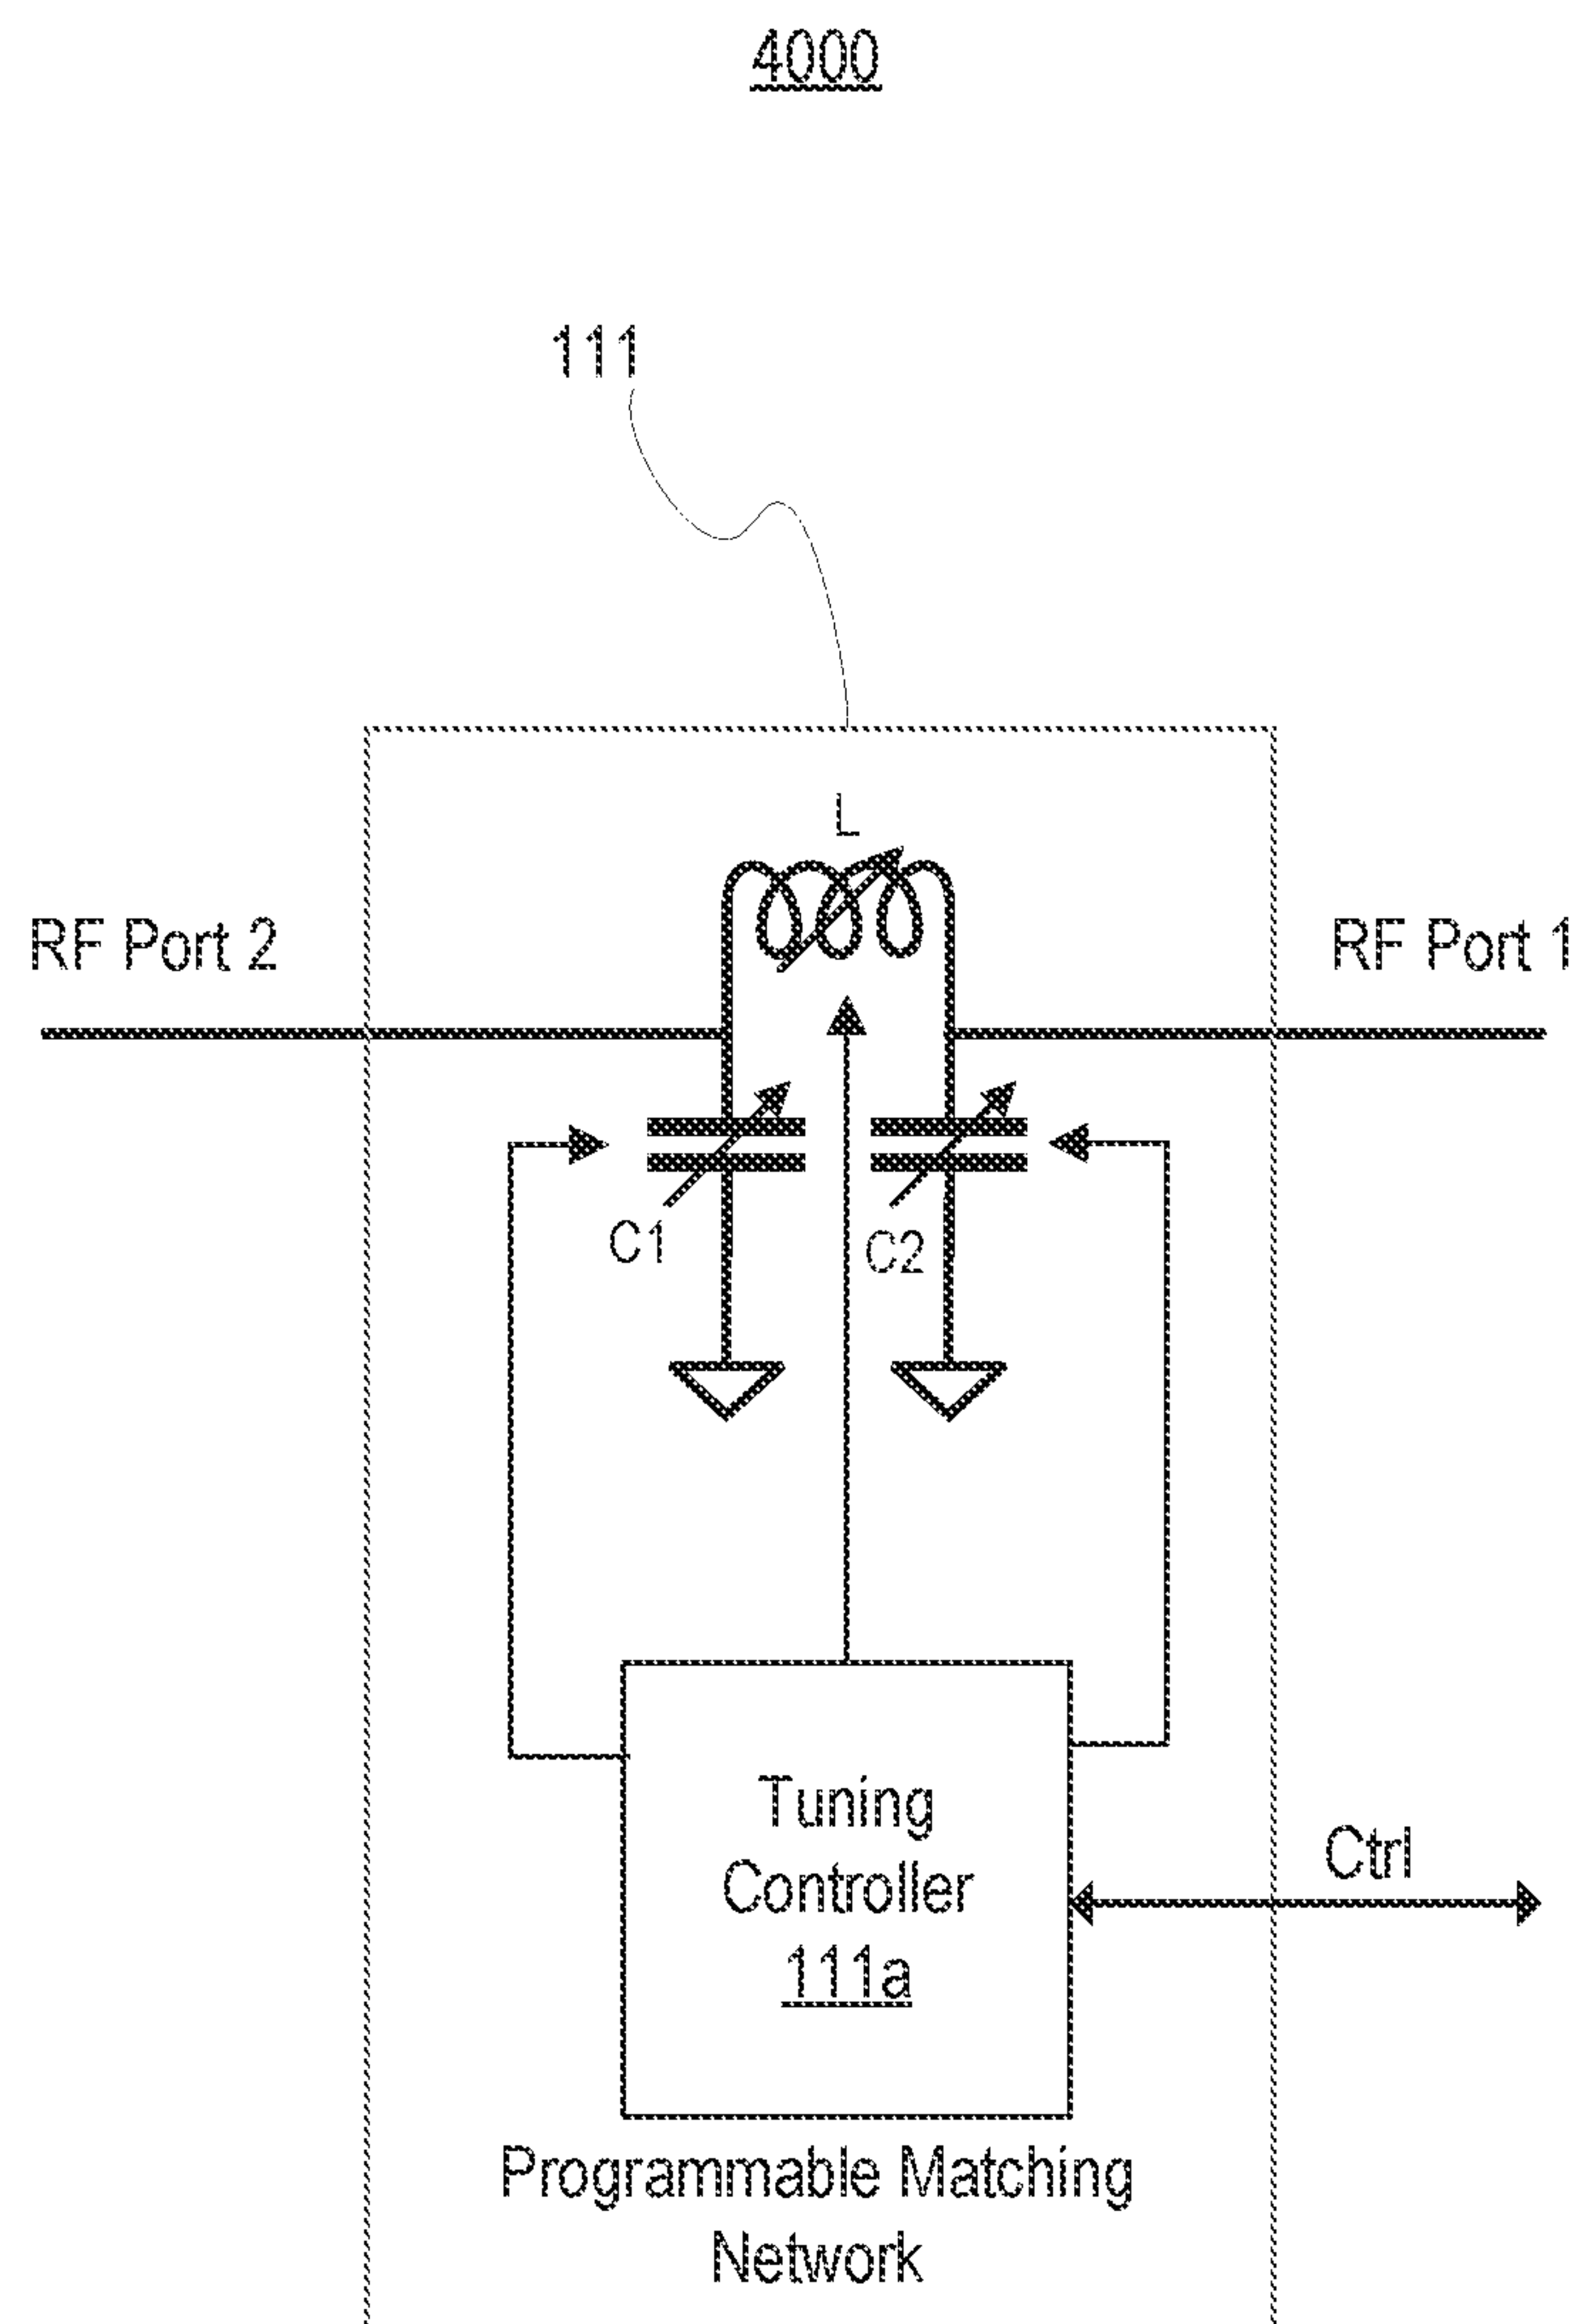 4000
111
L
RF Port 2
RF Port 1
C1
C2
Tuning
Controller
111a
Ctrl
Programmable Matching
Network